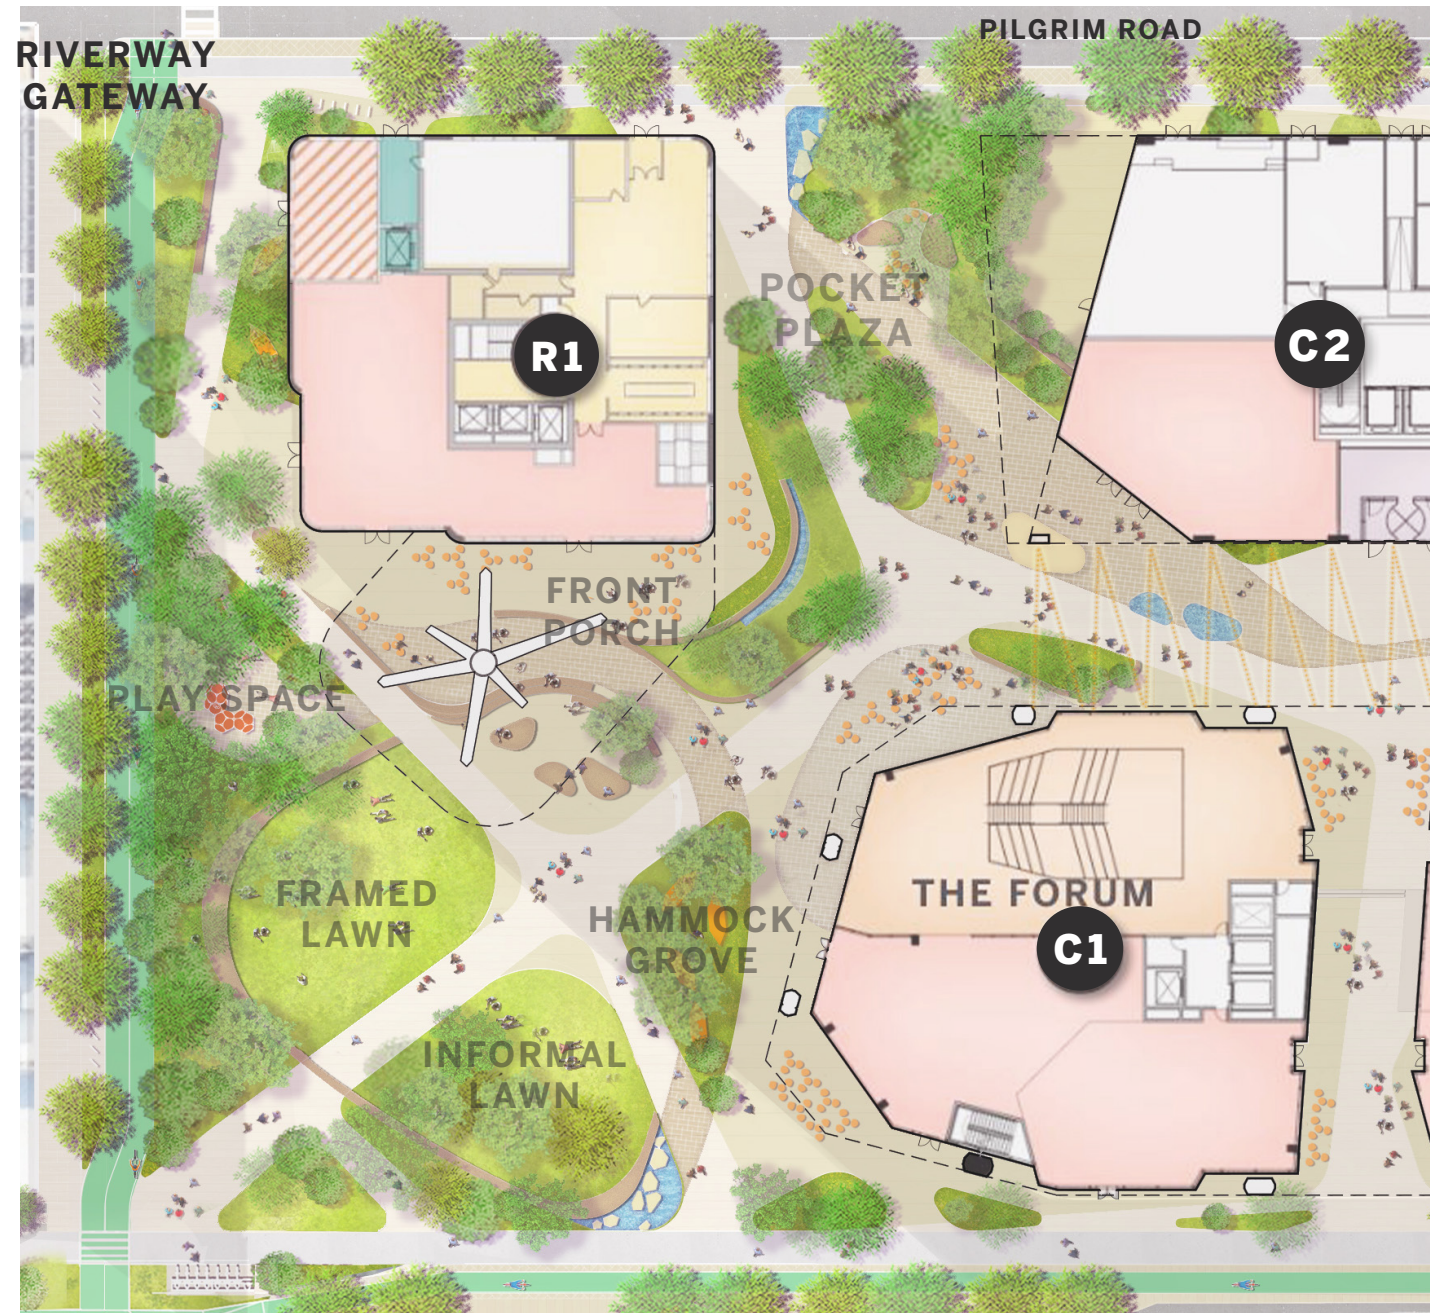 PILGRIM ROAD
RIVERWAY
GATEWAY
POCKET
PLAZA
R1
C2
FRONT
PORCH
PLAY SPACE
FRAMED
LAWN
HAMMOCK
GROVE
THE FORUM
C1
INFORMAL
LAWN